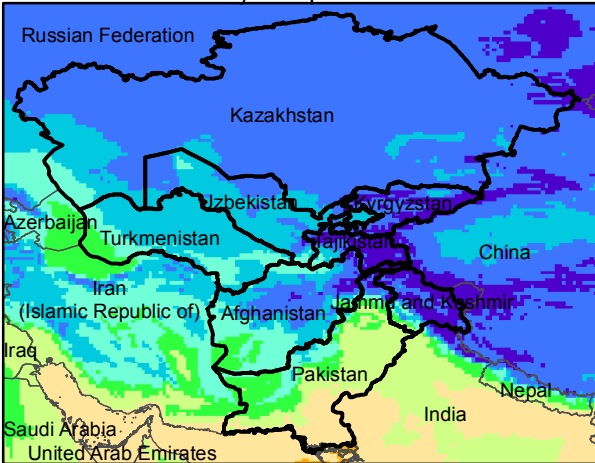 Russian Federation
Kazakhstan
Uzbekistan
Kyrgyzstan
Azerbaijan
Turkmenistan
Tajikistan
China
Iran
(Islamic Republic of)
Afghanistan
Jammu and Kashmir
Iraq
Pakistan
Nepal
India
Saudi Arabia
United Arab Emirates